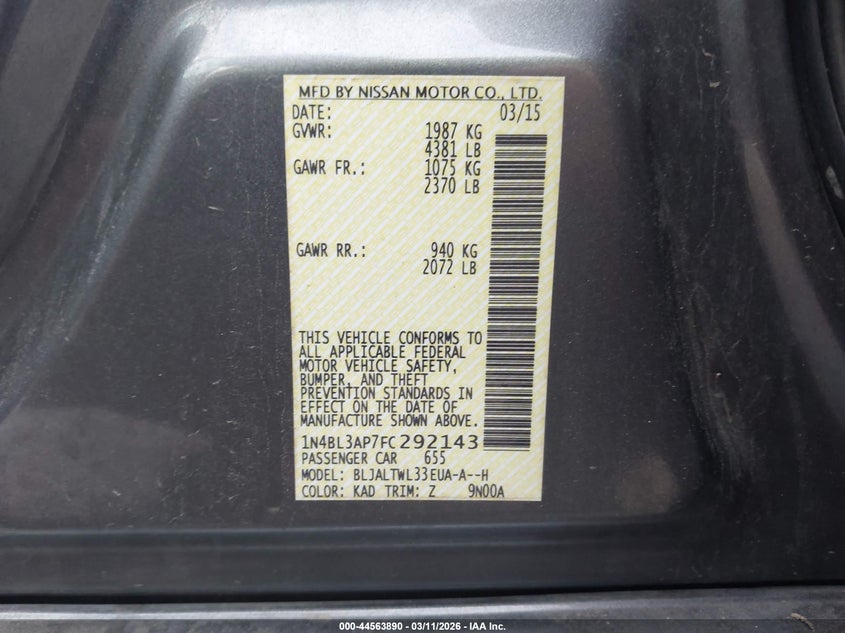 MFD BY NISSAN MOTOR CO., LTD.
DATE: 03/15
GVWR: 1987 KG
4381 LB
GAWR FR.: 1075 KG
2370 LB
GAWR RR.: 940 KG
2072 LB
THIS VEHICLE CONFORMS TO
ALL APPLICABLE FEDERAL
MOTOR VEHICLE SAFETY,
BUMPER, AND THEFT
PREVENTION STANDARDS IN
EFFECT ON THE DATE OF
MANUFACTURE SHOWN ABOVE.
1N4BL3AP7FC292143
PASSENGER CAR 655
MODEL: BLJALTWL33EUA-A--H
COLOR: KAD TRIM: Z 9N00A
000-44563890 - 03/11/2026 - IAA Inc.